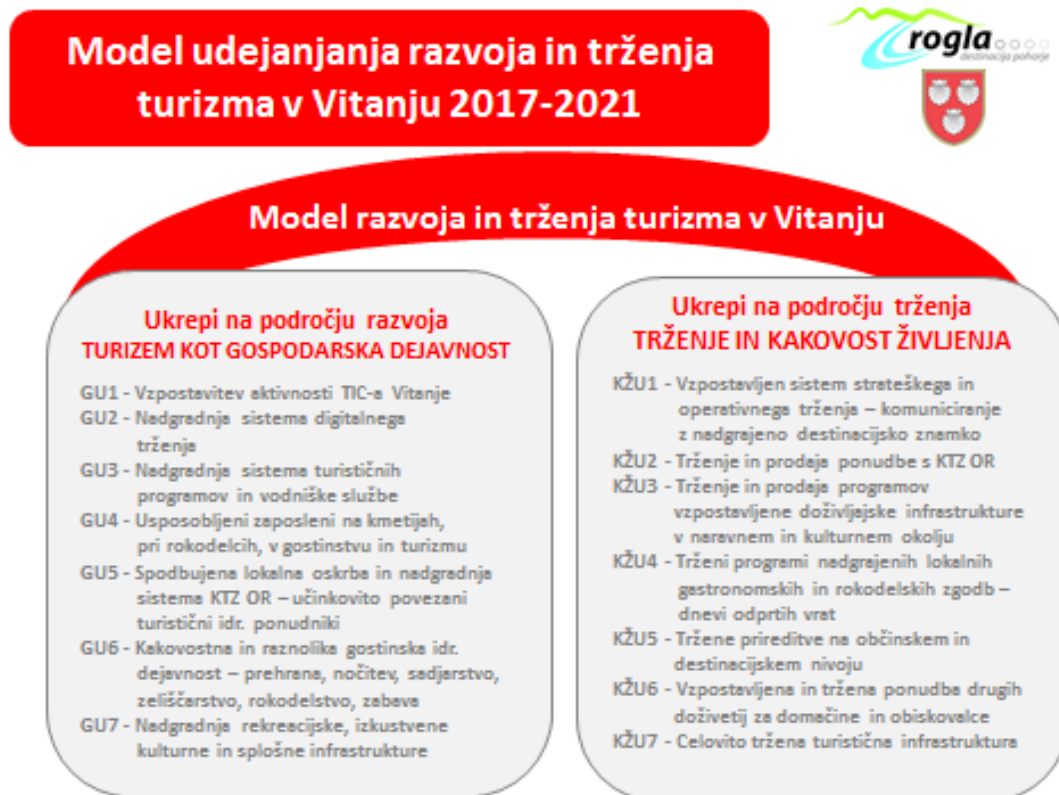 Model udejanjanja razvoja in trženja
turizma v Vitanju 2017-2021
rogla
destinacija pohorje
Model razvoja in trženja turizma v Vitanju
Ukrepi na področju razvoja
TURIZEM KOT GOSPODARSKA DEJAVNOST
GU1 - Vzpostavitev aktivnosti TIC-a Vitanje
GU2 - Nadgradnja sistema digitalnega
trženja
GU3 - Nadgradnja sistema turističnih
programov in vodniške službe
GU4 - Usposobljeni zaposleni na kmetijah,
pri rokodelcih, v gostinstvu in turizmu
GU5 - Spodbujena lokalna oskrba in nadgradnja
sistema KTZ OR – učinkovito povezani
turistični idr. ponudniki
GU6 - Kakovostna in raznolika gostinska idr.
dejavnost – prehrana, nočitev, sadjarstvo,
zeliščarstvo, rokodelstvo, zabava
GU7 - Nadgradnja rekreacijske, izkustvene
kulturne in splošne infrastrukture
Ukrepi na področju trženja
TRŽENJE IN KAKOVOST ŽIVLJENJA
KŽU1 - Vzpostavljen sistem strateškega in
operativnega trženja – komuniciranje
z nadgrajeno destinacijsko znamko
KŽU2 - Trženje in prodaja ponudbe s KTZ OR
KŽU3 - Trženje in prodaja programov
vzpostavljene doživljajske infrastrukture
v naravnem in kulturnem okolju
KŽU4 - Trženi programi nadgrajenih lokalnih
gastronomskih in rokodelskih zgodb –
dnevi odprtih vrat
KŽU5 - Tržene prireditve na občinskem in
destinacijskem nivoju
KŽU6 - Vzpostavljena in tržena ponudba drugih
doživetij za domačine in obiskovalce
KŽU7 - Celovito tržena turistična infrastruktura